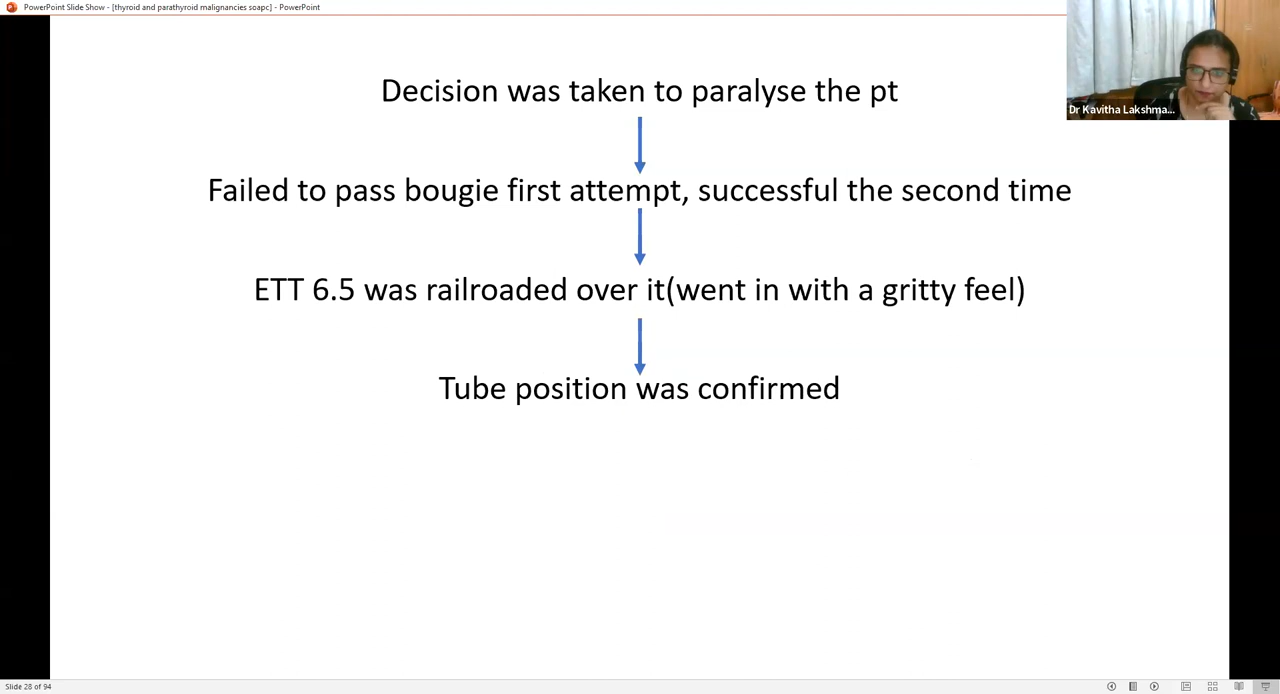 PowerPoint Slide Show - [thyroid and parathyroid malignancies soapc] - PowerPoint
Decision was taken to paralyse the pt
Dr Kavitha Lakshma...
Failed to pass bougie first attempt, successful the second time
ETT 6.5 was railroaded over it(went in with a gritty feel)
Tube position was confirmed
Slide 28 of 94